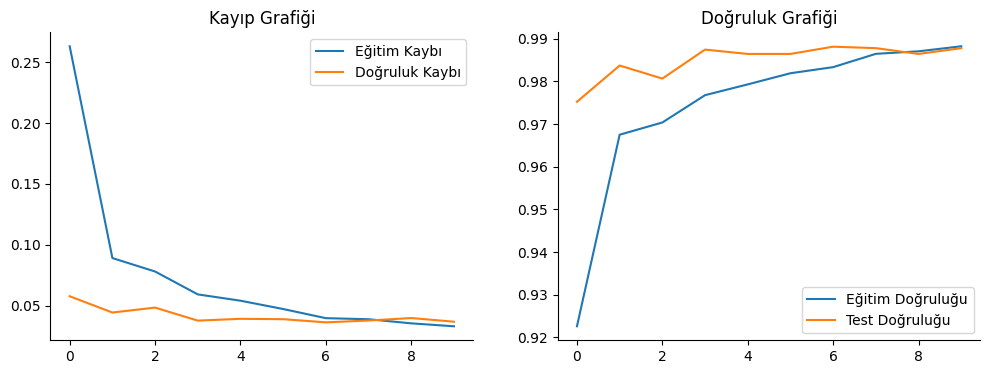 Kayıp Grafiği
0.25
0.20
0.15
0.10
0.05
0 2 4 6 8
Eğitim Kaybı
Doğruluk Kaybı
Doğruluk Grafiği
0.99
0.98
0.97
0.96
0.95
0.94
0.93
0.92
0 2 4 6 8
Eğitim Doğruluğu
Test Doğruluğu